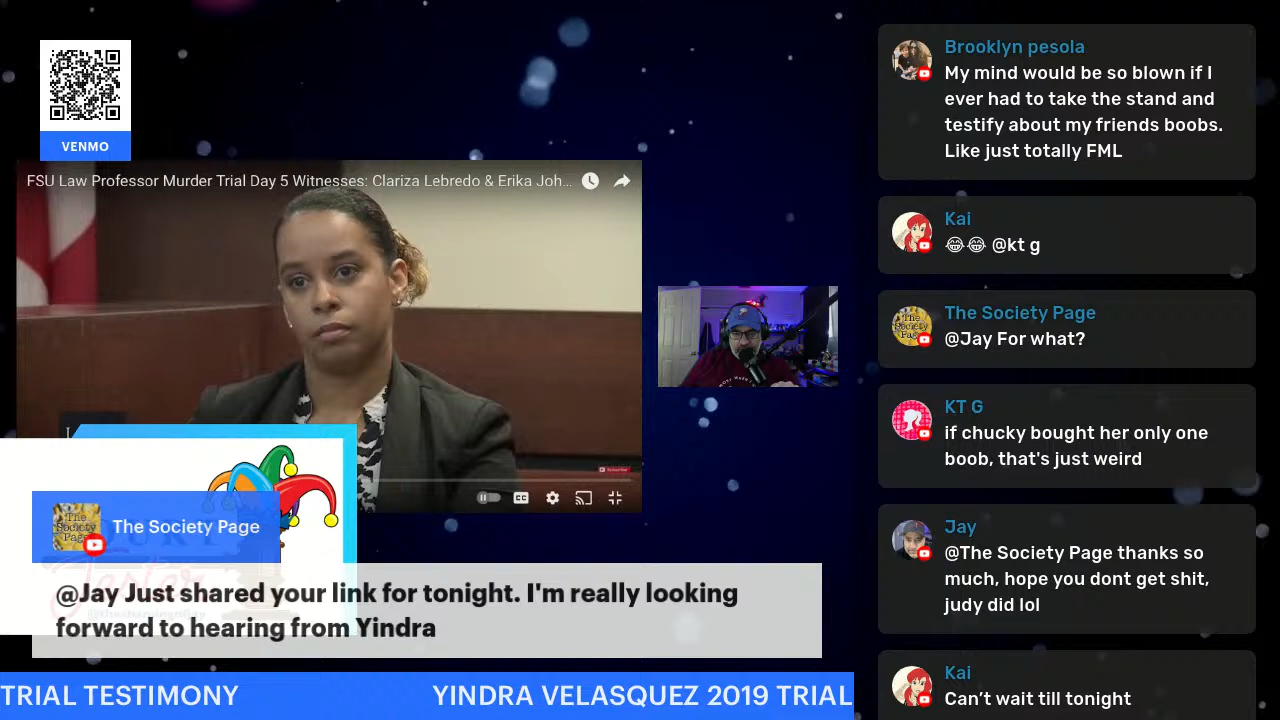 VENMO
FSU Law Professor Murder Trial Day 5 Witnesses: Clariza Lebredo & Erika Joh...
CC
The Society Page
@Jay Just shared your link for tonight. I'm really looking
forward to hearing from Yindra
TRIAL TESTIMONY YINDRA VELASQUEZ 2019 TRIAL
Brooklyn pesola
My mind would be so blown if I
ever had to take the stand and
testify about my friends boobs.
Like just totally FML
Kai
😂😂 @kt g
The Society Page
@Jay For what?
KT G
if chucky bought her only one
boob, that's just weird
Jay
@The Society Page thanks so
much, hope you dont get shit,
judy did lol
Kai
Can't wait till tonight